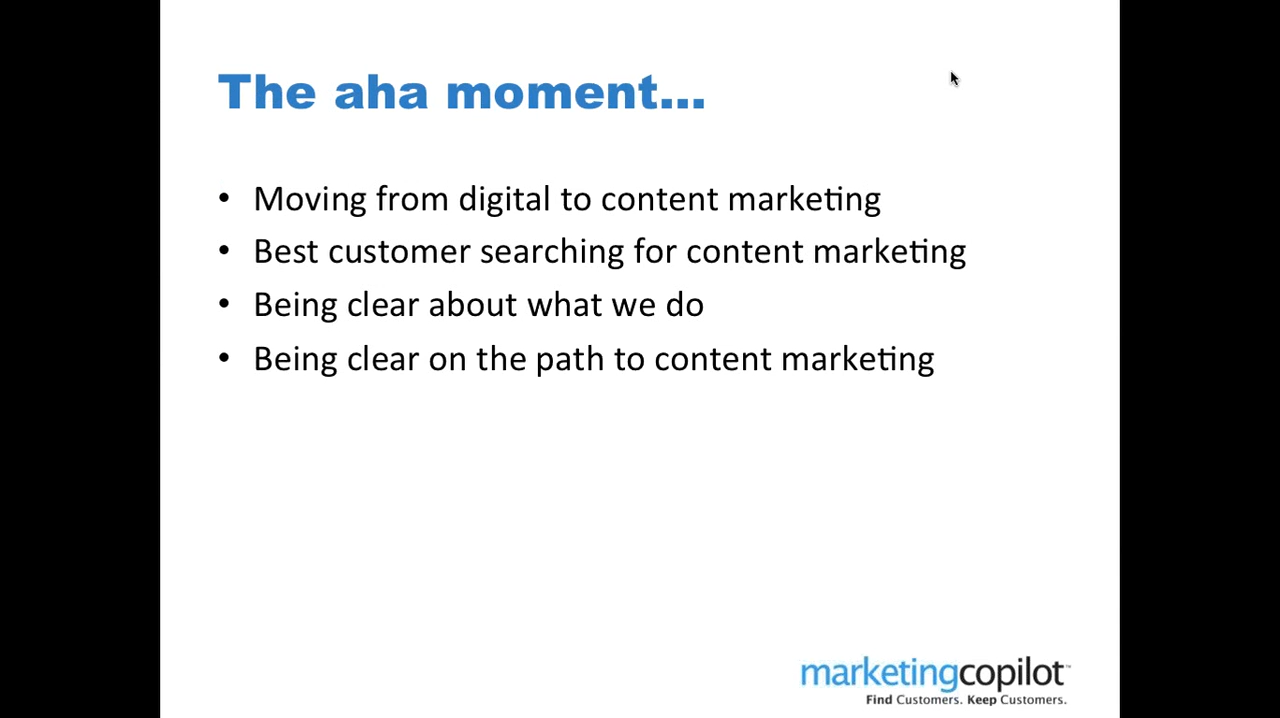 The aha moment...
• Moving from digital to content marketing
• Best customer searching for content marketing
• Being clear about what we do
• Being clear on the path to content marketing
marketingcopilot™
Find Customers. Keep Customers.